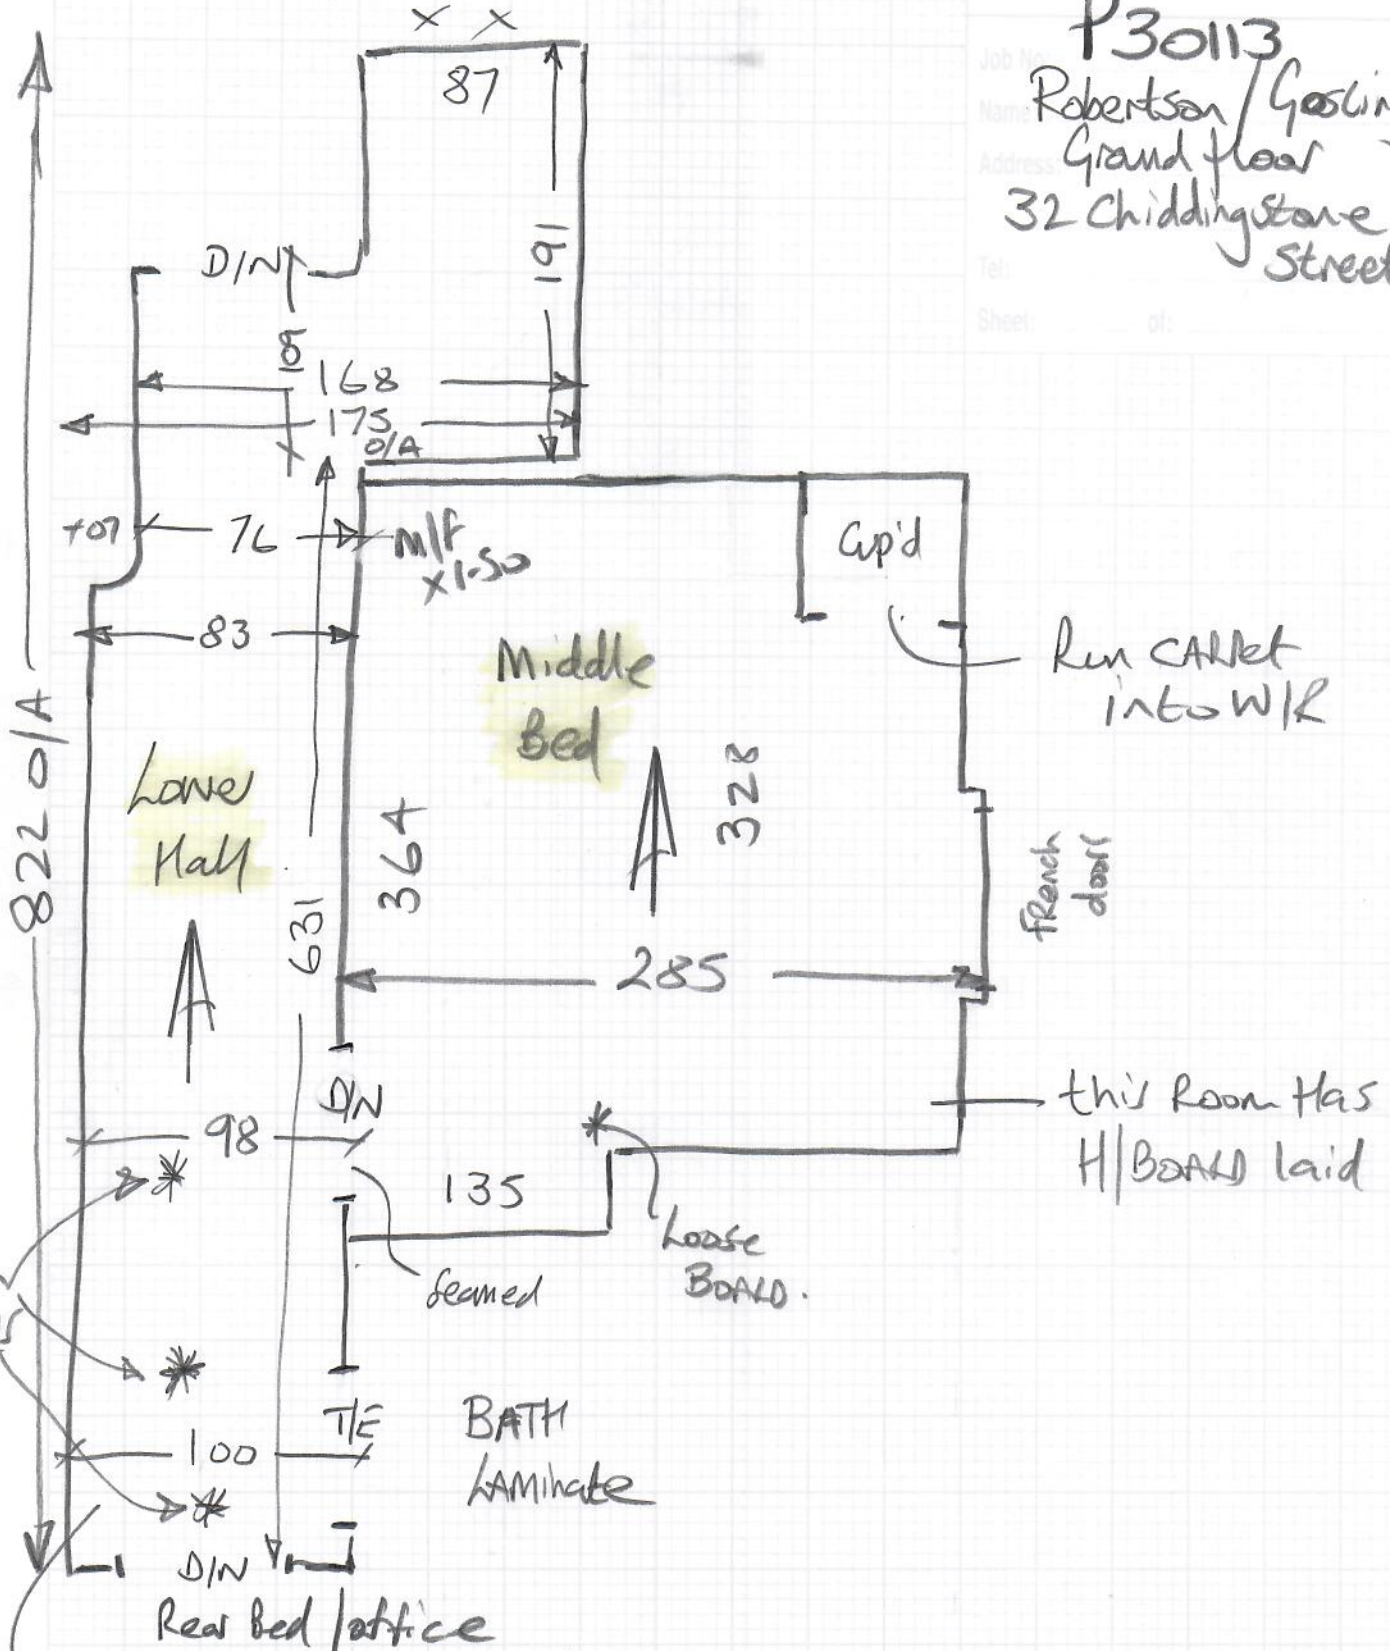 x x
P30113
Job No:
Name
Robertson / Goslin
Address:
Grand floor
32 Chiddingstone
Street
Tel:
Sheet: of:
87
191
D/N
168
175
O/A
+07
76
M/F
x1.50
83
Cup'd
Run CARPet
into W/R
Middle
Bed
328
364
822 O/A
Lower
Hall
631
French
doors
285
D/N
98
this Room Has
H/BOARD laid
135
Seamed
Loose
BOARD.
T/E
BATH
LAMinate
100
D/N
Rear Bed / office